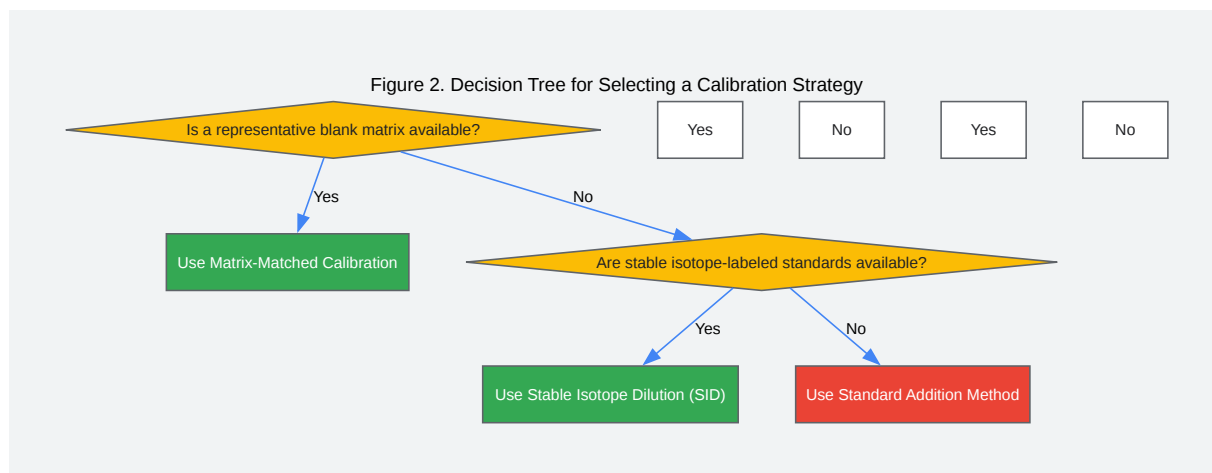 Figure 2. Decision Tree for Selecting a Calibration Strategy
Is a representative blank matrix available?
Yes
No
Yes
No
Yes
No
Use Matrix-Matched Calibration
Are stable isotope-labeled standards available?
Yes
No
Use Stable Isotope Dilution (SID)
Use Standard Addition Method